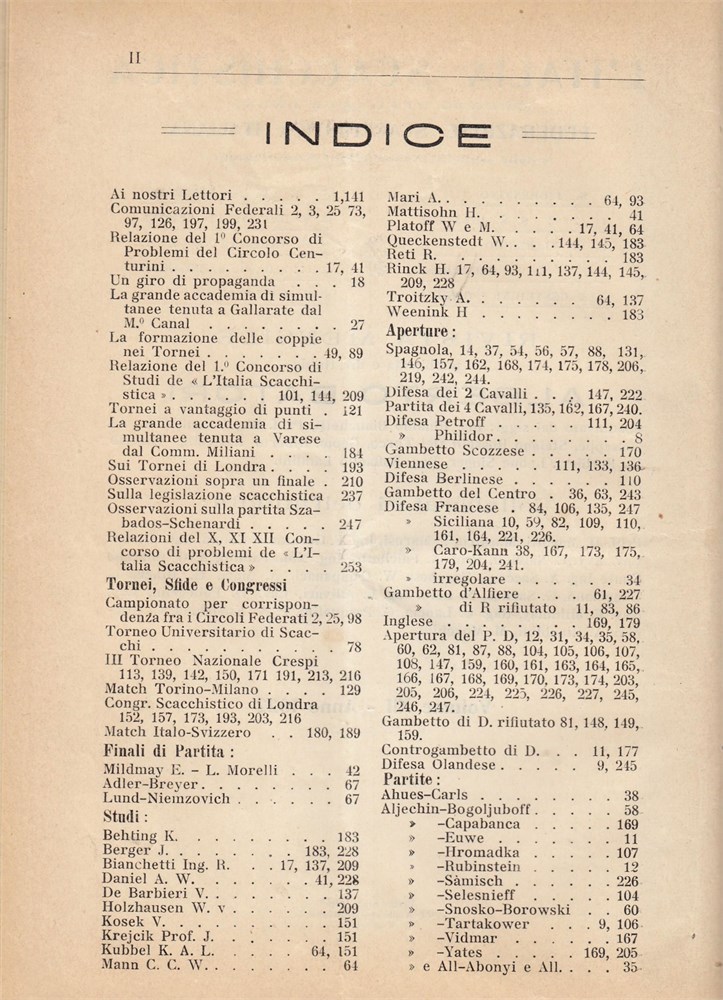 II
INDICE
Ai nostri Lettori . . . . . 1,141
Comunicazioni Federali 2, 3, 25 73,
97, 126, 197, 199, 231
Relazione del 1º Concorso di
Problemi del Circolo Cen-
turini . . . . . . . . . 17, 41
Un giro di propaganda . . . 18
La grande accademia di simul-
tanee tenuta a Gallarate dal
M.º Canal . . . . . . . . 27
La formazione delle coppie
nei Tornei . . . . . . . 49, 89
Relazione del 1.º Concorso di
Studi de « L'Italia Scacchi-
stica » . . . . . . 101, 144, 209
Tornei a vantaggio di punti . 121
La grande accademia di si-
multanee tenuta a Varese
dal Comm. Miliani . . . . 184
Sui Tornei di Londra . . . . 193
Osservazioni sopra un finale . 210
Sulla legislazione scacchistica 237
Osservazioni sulla partita Sza-
bados-Schenardi . . . . . 247
Relazioni del X, XI XII Con-
corso di problemi de « L'I-
talia Scacchistica » . . . . 253
Tornei, Sfide e Congressi
Campionato per corrispon-
denza fra i Circoli Federati 2, 25, 98
Torneo Universitario di Scac-
chi . . . . . . . . . . 78
III Torneo Nazionale Crespi
113, 139, 142, 150, 171 191, 213, 216
Match Torino-Milano . . . . 129
Congr. Scacchistico di Londra
152, 157, 173, 193, 203, 216
Match Italo-Svizzero . . 180, 189
Finali di Partita :
Mildmay E. - L. Morelli . . . 42
Adler-Breyer . . . . . . . . 67
Lund-Niemzovich . . . . . . 67
Studi :
Behting K. . . . . . . . . 183
Berger J. . . . . . . . 183, 228
Bianchetti Ing. R. . . 17, 137, 209
Daniel A. W. . . . . . . 41, 228
De Barbieri V. . . . . . . . 137
Holzhausen W. v . . . . . . 209
Kosek V. . . . . . . . . . 151
Krejcik Prof. J. . . . . . . 151
Kubbel K. A. L. . . . . 64, 151
Mann C. C. W. . . . . . . . 64
Mari A. . . . . . . . . . 64, 93
Mattisohn H. . . . . . . . . 41
Platoff W e M. . . . . 17, 41, 64
Queckenstedt W. . . . 144, 145, 183
Reti R. . . . . . . . . . . 183
Rinck H. 17, 64, 93, 111, 137, 144, 145,
209, 228
Troitzky A. . . . . . . 64, 137
Weenink H . . . . . . . . 183
Aperture :
Spagnola, 14, 37, 54, 56, 57, 88, 131,
146, 157, 162, 168, 174, 175, 178, 206,
219, 242, 244.
Difesa dei 2 Cavalli . . . 147, 222
Partita dei 4 Cavalli, 135, 162, 167, 240.
Difesa Petroff . . . . . 111, 204
» Philidor . . . . . . . . 8
Gambetto Scozzese . . . . . 170
Viennese . . . . . 111, 133, 136
Difesa Berlinese . . . . . . 110
Gambetto del Centro . 36, 63, 243
Difesa Francese . 84, 106, 135, 247
» Siciliana 10, 59, 82, 109, 110,
161, 164, 221, 226.
» Caro-Kann 38, 167, 173, 175,
179, 204, 241.
» irregolare . . . . . . 34
Gambetto d'Alfiere . . . 61, 227
» di R rifiutato 11, 83, 86
Inglese . . . . . . . . 169, 179
Apertura del P. D, 12, 31, 34, 35, 58,
60, 62, 81, 87, 88, 104, 105, 106, 107,
108, 147, 159, 160, 161, 163, 164, 165,
166, 167, 168, 169, 170, 173, 174, 203,
205, 206, 224, 225, 226, 227, 245,
246, 247.
Gambetto di D. rifiutato 81, 148, 149,
159.
Controgambetto di D. . . 11, 177
Difesa Olandese . . . . . 9, 245
Partite :
Ahues-Carls . . . . . . . . 38
Aljechin-Bogoljuboff . . . . . 58
» -Capabanca . . . . . 169
» -Euwe . . . . . . . 11
» -Hromadka . . . . . 107
» -Rubinstein . . . . . 12
» -Sàmisch . . . . . . 226
» -Selesnieff . . . . . 104
» -Snosko-Borowski . . 60
» -Tartakower . . . 9, 106
» -Vidmar . . . . . . 167
» -Yates . . . . . 169, 205
» e All-Abonyi e All. . . . 35